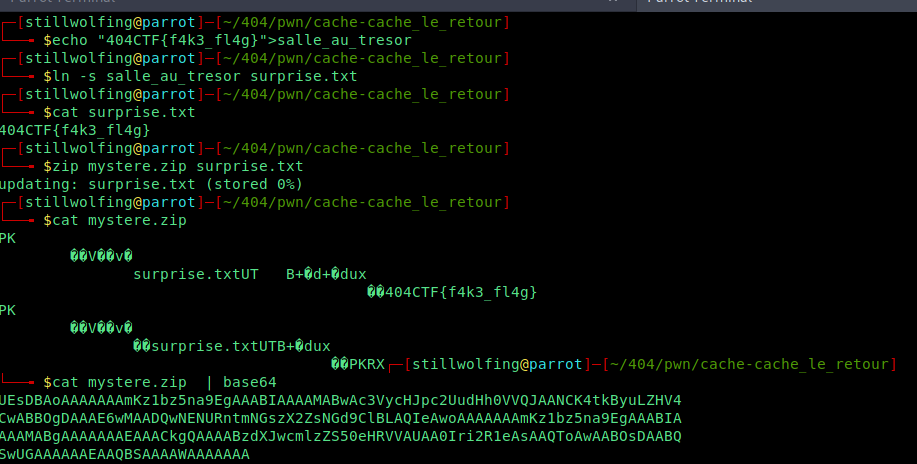 Parrot Terminal
Parrot Terminal
[stillwolfing@parrot]─[~/404/pwn/cache-cache_le_retour]
$echo "404CTF{f4k3_fl4g}">salle_au_tresor
[stillwolfing@parrot]─[~/404/pwn/cache-cache_le_retour]
$ln -s salle_au_tresor surprise.txt
[stillwolfing@parrot]─[~/404/pwn/cache-cache_le_retour]
$cat surprise.txt
404CTF{f4k3_fl4g}
[stillwolfing@parrot]─[~/404/pwn/cache-cache_le_retour]
$zip mystere.zip surprise.txt
updating: surprise.txt (stored 0%)
[stillwolfing@parrot]─[~/404/pwn/cache-cache_le_retour]
$cat mystere.zip
PK
��V��v�
surprise.txtUT B+�d+�dux
��404CTF{f4k3_fl4g}
PK
��V��v�
��surprise.txtUTB+�dux
��PKRX[stillwolfing@parrot]─[~/404/pwn/cache-cache_le_retour]
$cat mystere.zip | base64
UEsDBAoAAAAAAAmKz1bz5na9EgAAABIAAAAMABwAc3VycHJpc2UudHh0VVQJAANCK4tkByuLZHV4
CwABBOgDAAAE6wMAADQwNENURntmNGszX2ZsNGd9ClBLAQIeAwoAAAAAAAmKz1bz5na9EgAAABIA
AAAMABgAAAAAAAEAAACkgQAAAABzdXJwcmlzZS50eHRVVAUAA0Iri2R1eAsAAQToAwAABOsDAABQ
SwUGAAAAAAEAAQBSAAAAWAAAAAAA